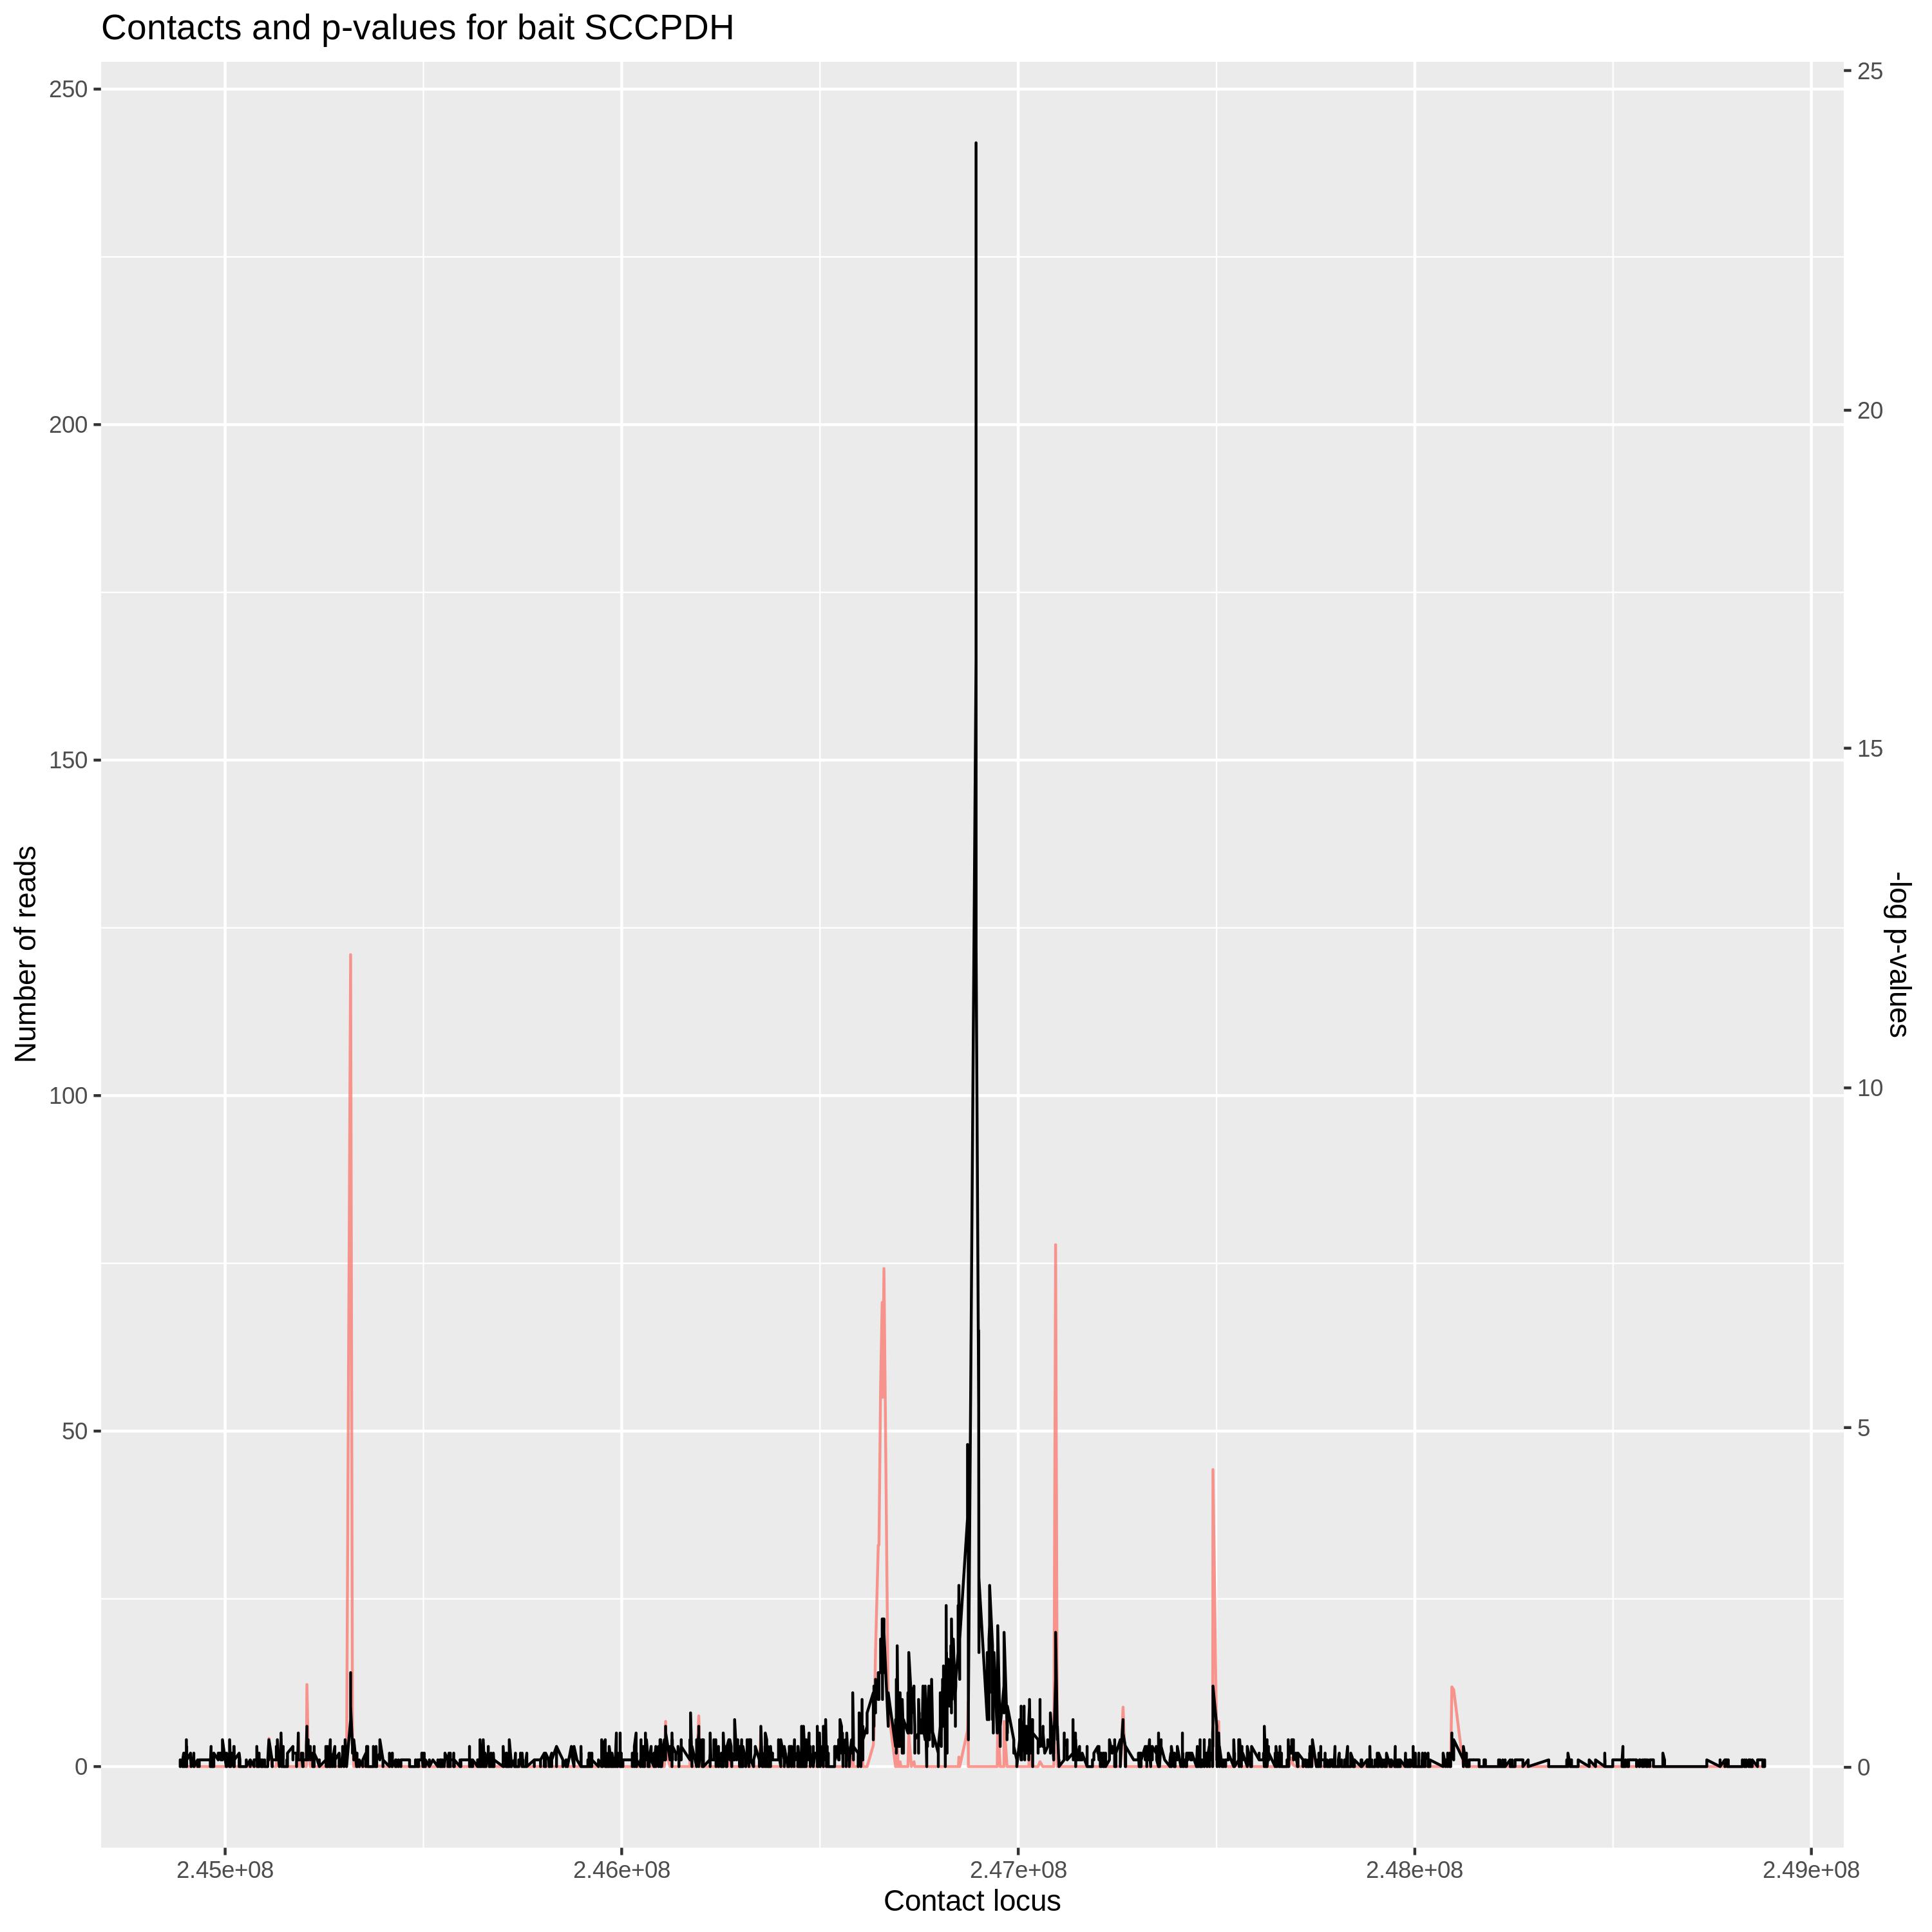 Contacts and p-values for bait SCCPDH
250
200
150
100
50
0
Number of reads
25
20
15
10
5
0
-log p-values
2.45e+08
2.46e+08
2.47e+08
2.48e+08
2.49e+08
Contact locus